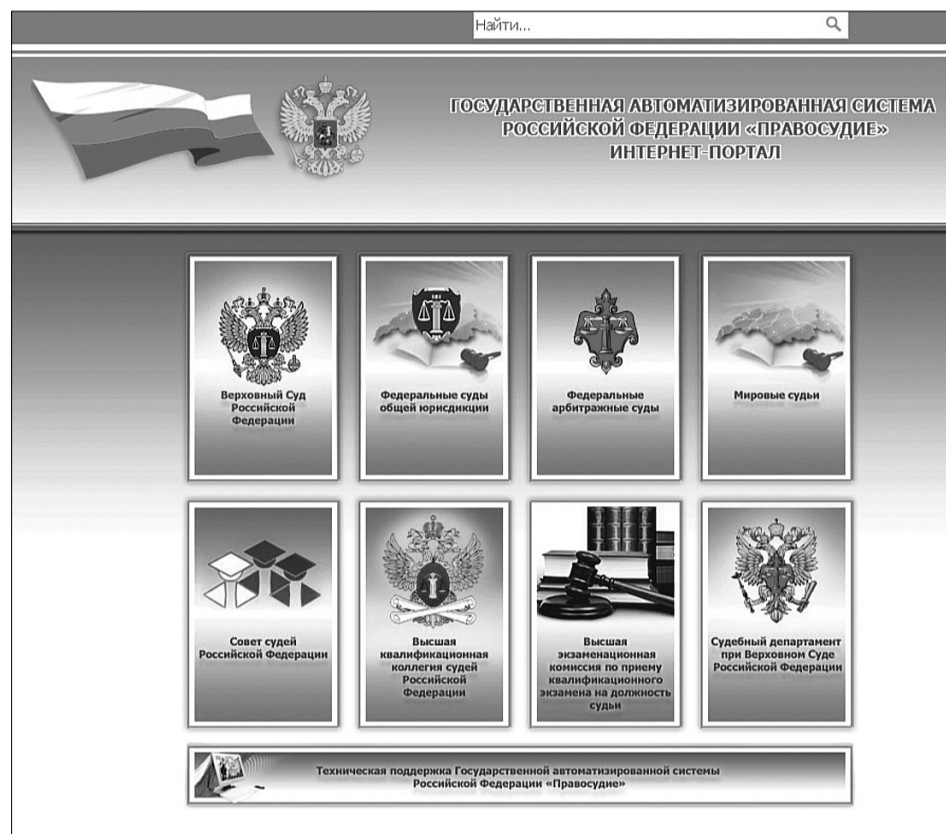 Найти...
ГОСУДАРСТВЕННАЯ АВТОМАТИЗИРОВАННАЯ СИСТЕМА
РОССИЙСКОЙ ФЕДЕРАЦИИ «ПРАВОСУДИЕ»
ИНТЕРНЕТ-ПОРТАЛ
Верховный Суд
Российской
Федерации
Федеральные суды
общей юрисдикции
Федеральные
арбитражные суды
Мировые судьи
Совет судей
Российской Федерации
Высшая
квалификационная
коллегия судей
Российской
Федерации
Высшая
экзаменационная
комиссия по приему
квалификационного
экзамена на должность
судьи
Судебный департамент
при Верховном Суде
Российской Федерации
Техническая поддержка Государственной автоматизированной системы
Российской Федерации «Правосудие»